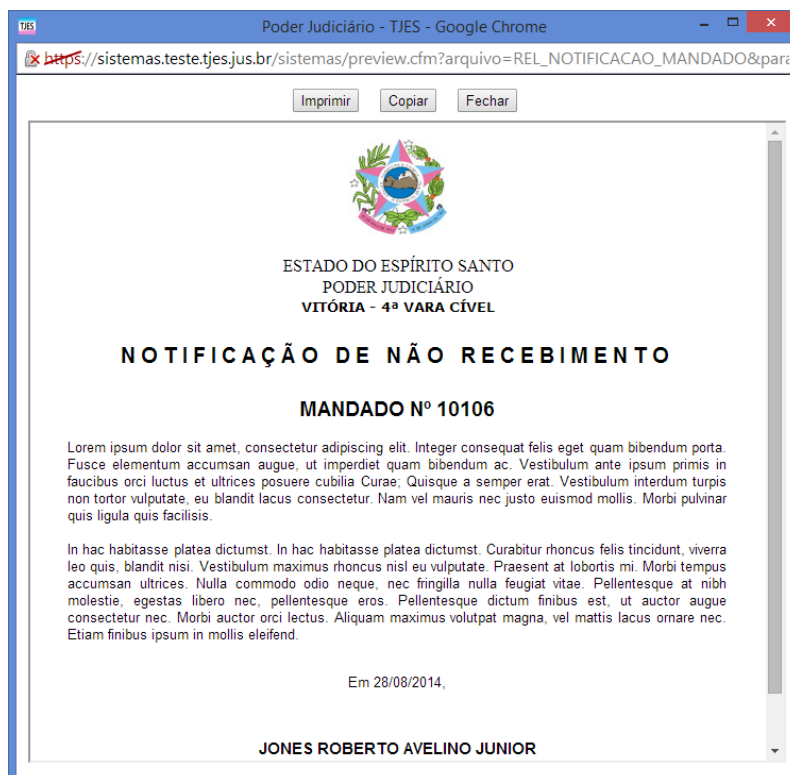 TJES
Poder Judiciário - TJES - Google Chrome
https://sistemas.teste.tjes.jus.br/sistemas/preview.cfm?arquivo=REL_NOTIFICACAO_MANDADO&para
Imprimir Copiar Fechar
ESTADO DO ESPÍRITO SANTO
PODER JUDICIÁRIO
VITÓRIA - 4ª VARA CÍVEL
NOTIFICAÇÃO DE NÃO RECEBIMENTO
MANDADO Nº 10106
Lorem ipsum dolor sit amet, consectetur adipiscing elit. Integer consequat felis eget quam bibendum porta.
Fusce elementum accumsan augue, ut imperdiet quam bibendum ac. Vestibulum ante ipsum primis in
faucibus orci luctus et ultrices posuere cubilia Curae; Quisque a semper erat. Vestibulum interdum turpis
non tortor vulputate, eu blandit lacus consectetur. Nam vel mauris nec justo euismod mollis. Morbi pulvinar
quis ligula quis facilisis.
In hac habitasse platea dictumst. In hac habitasse platea dictumst. Curabitur rhoncus felis tincidunt, viverra
leo quis, blandit nisi. Vestibulum maximus rhoncus nisl eu vulputate. Praesent at lobortis mi. Morbi tempus
accumsan ultrices. Nulla commodo odio neque, nec fringilla nulla feugiat vitae. Pellentesque at nibh
molestie, egestas libero nec, pellentesque eros. Pellentesque dictum finibus est, ut auctor augue
consectetur nec. Morbi auctor orci lectus. Aliquam maximus volutpat magna, vel mattis lacus ornare nec.
Etiam finibus ipsum in mollis eleifend.
Em 28/08/2014,
JONES ROBERTO AVELINO JUNIOR